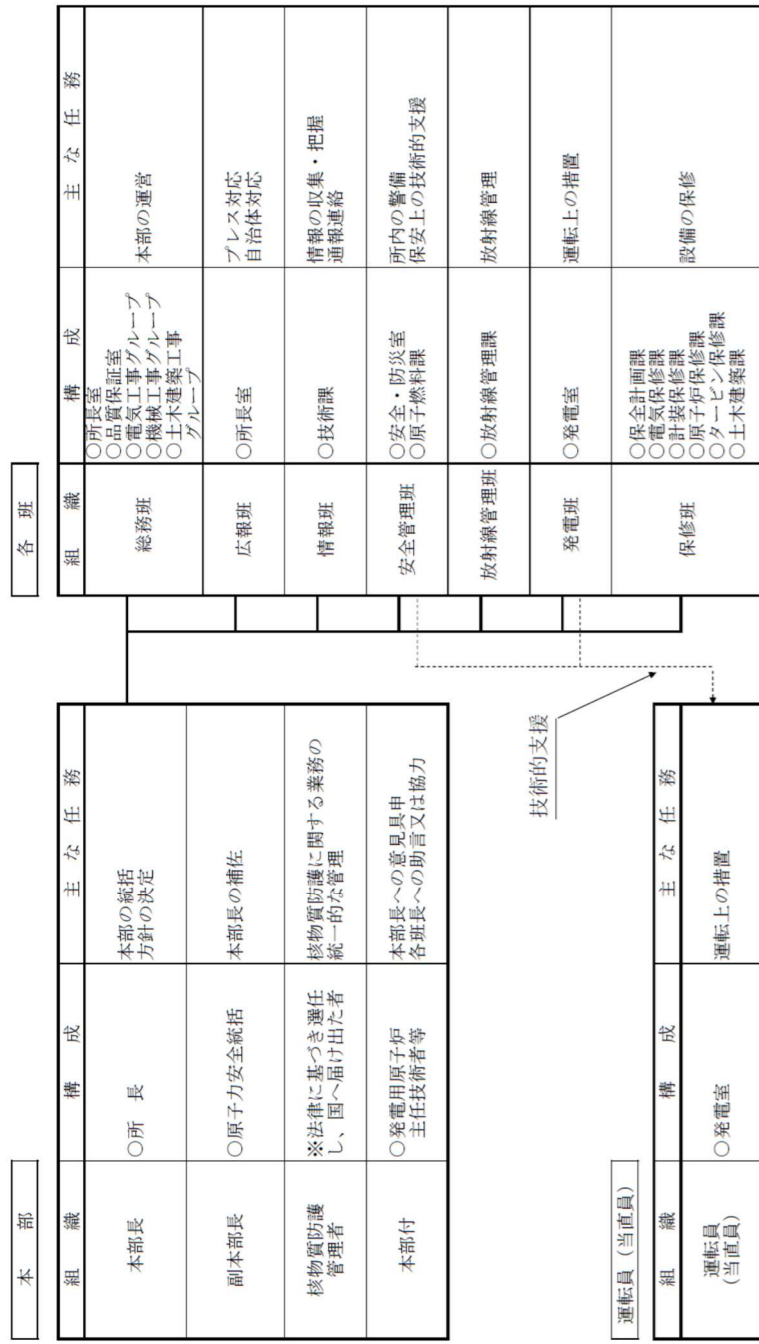 本　部
組　織　構　成　主　な　任　務
本部長　○所　長　本部の統括
方針の決定
副本部長　○原子力安全統括　本部長の補佐
核物質防護
管理者　※法律に基づき選任
し、国へ届け出た者　核物質防護に関する業務の
統一的な管理
本部付　○発電用原子炉
主任技術者等　本部長への意見具申
各班長への助言又は協力
運転員（当直員）
組　織　構　成　主　な　任　務
運転員
(当直員)　○発電室　運転上の措置
技術的支援
各　班
組　織　構　成　主　な　任　務
総務班　○所長室
○品質保証室
○電気工事グループ
○機械工事グループ
○土木建築工事
グループ　本部の運営
広報班　○所長室　プレス対応
自治体対応
情報班　○技術課　情報の収集・把握
通報連絡
安全管理班　○安全・防災室
○原子燃料課　所内の警備
保安上の技術的支援
放射線管理班　○放射線管理課　放射線管理
発電班　○発電室　運転上の措置
保修班　○保全計画課
○電気保修課
○計装保修課
○原子炉保修課
○タービン保修課
○土木建築課　設備の保修